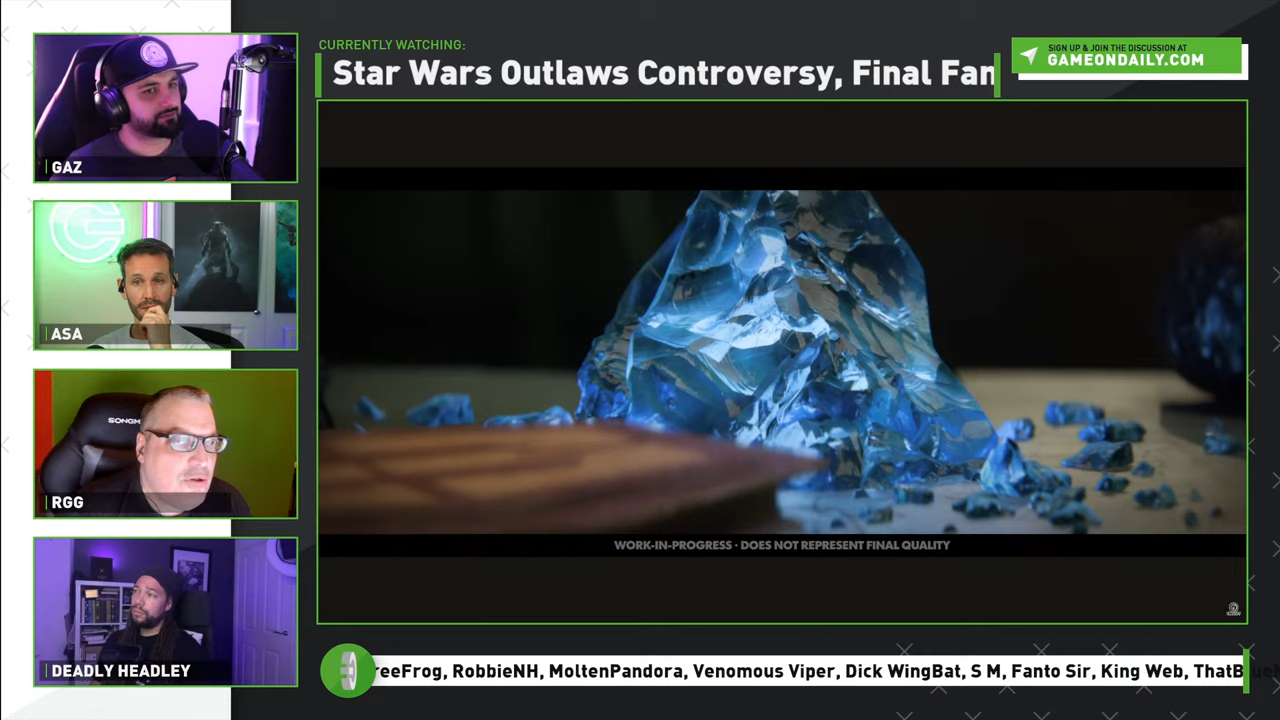 CURRENTLY WATCHING:
Star Wars Outlaws Controversy, Final Fan
SIGN UP & JOIN THE DISCUSSION AT
GAMEONDAILY.COM
GAZ
ASA
SONGM
RGG
DEADLY HEADLEY
WORK-IN-PROGRESS · DOES NOT REPRESENT FINAL QUALITY
reeFrog, RobbieNH, MoltenPandora, Venomous Viper, Dick WingBat, S M, Fanto Sir, King Web, ThatB